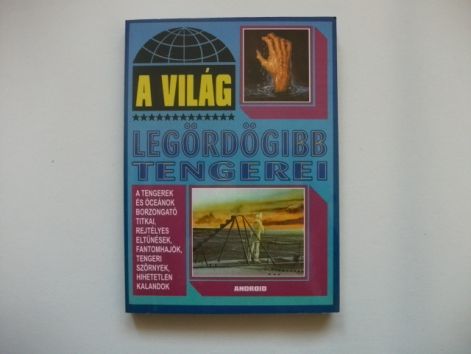 A VILÁG
LEGÖRDÖGIBB
TENGEREI
A TENGEREK
ÉS ÓCEÁNOK
BORZONGATÓ
TITKAI,
REJTÉLYES
ELTŰNÉSEK,
FANTOMHAJÓK,
TENGERI
SZÖRNYEK,
HIHETETLEN
KALANDOK
ANDROID